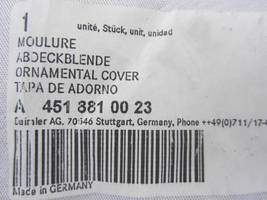 1
unité, Stück, unit, unidad
MOULURE
ABDECKBLENDE
ORNAMENTAL COVER
TAPA DE ADORNO
A 451 881 00 23
Daimler AG, 70546 Stuttgart, Germany, Phone ++49(0)711/17-
Made in GERMANY